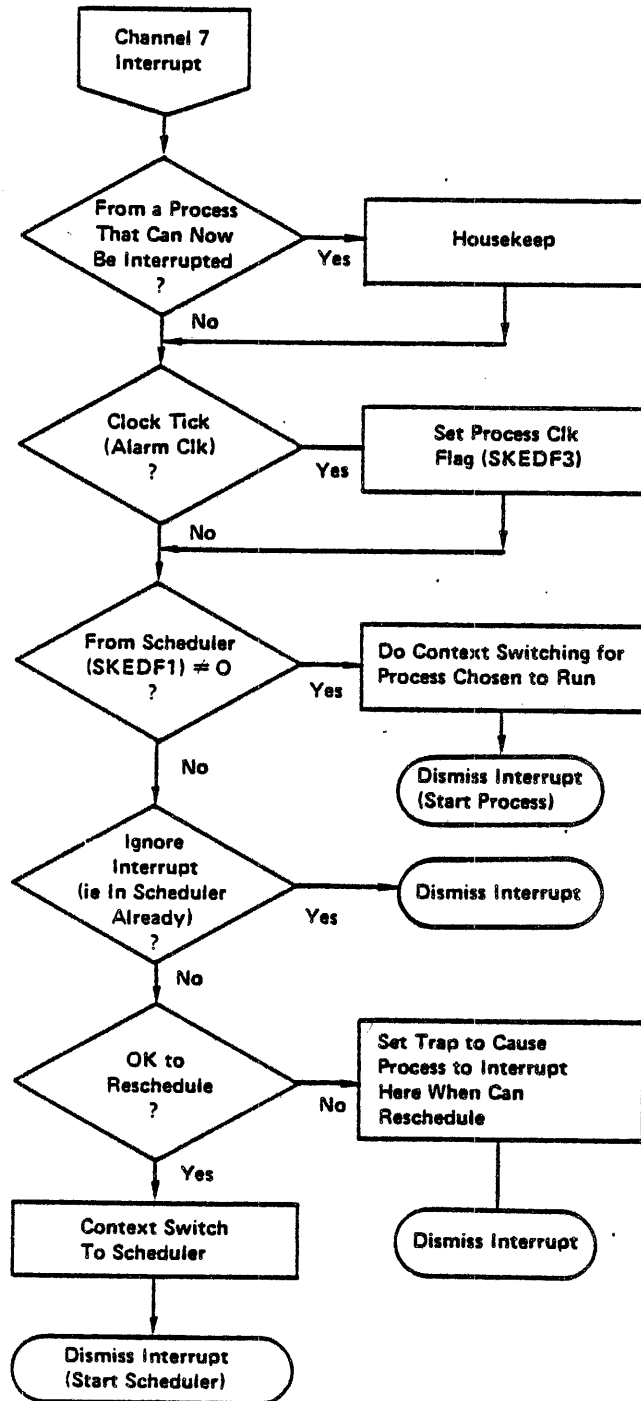 Channel 7
Interrupt
From a Process
That Can Now
Be Interrupted
?
Yes
Housekeep
No
Clock Tick
(Alarm Clk)
?
Yes
Set Process Clk
Flag (SKEDF3)
No
From Scheduler
(SKEDF1) ≠ 0
?
Yes
Do Context Switching for
Process Chosen to Run
Dismiss Interrupt
(Start Process)
No
Ignore
Interrupt
(ie In Scheduler
Already)
?
Yes
Dismiss Interrupt
No
OK to
Reschedule
?
No
Set Trap to Cause
Process to Interrupt
Here When Can
Reschedule
Dismiss Interrupt
Yes
Context Switch
To Scheduler
Dismiss Interrupt
(Start Scheduler)